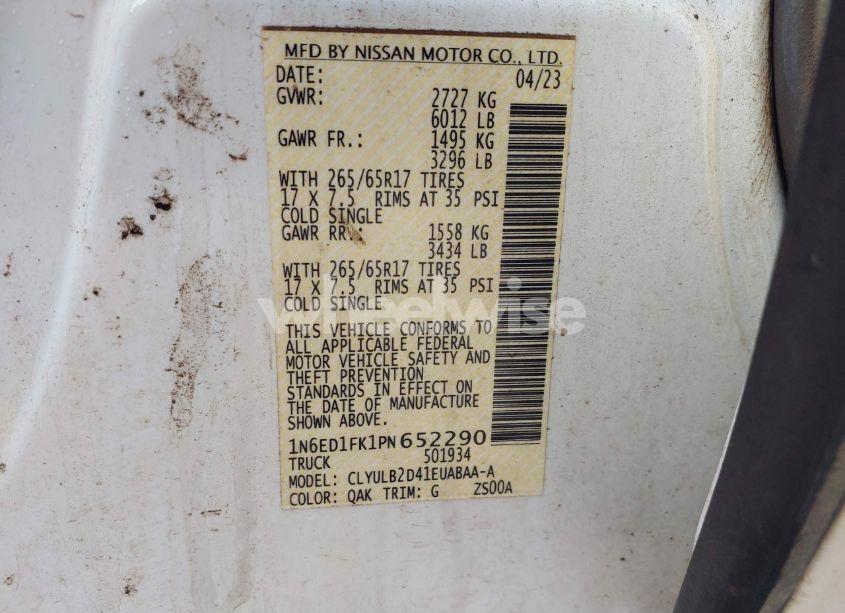 MFD BY NISSAN MOTOR CO., LTD.
DATE: 04/23
GVWR: 2727 KG
6012 LB
GAWR FR.: 1495 KG
3296 LB
WITH 265/65R17 TIRES
17 X 7.5 RIMS AT 35 PSI
COLD SINGLE
GAWR RR.: 1558 KG
3434 LB
WITH 265/65R17 TIRES
17 X 7.5 RIMS AT 35 PSI
COLD SINGLE
wheelwise
THIS VEHICLE CONFORMS TO
ALL APPLICABLE FEDERAL
MOTOR VEHICLE SAFETY AND
THEFT PREVENTION
STANDARDS IN EFFECT ON
THE DATE OF MANUFACTURE
SHOWN ABOVE.
1N6ED1FK1PN652290
TRUCK 501934
MODEL: CLYULB2D41EUABAA-A
COLOR: QAK TRIM: G ZS00A